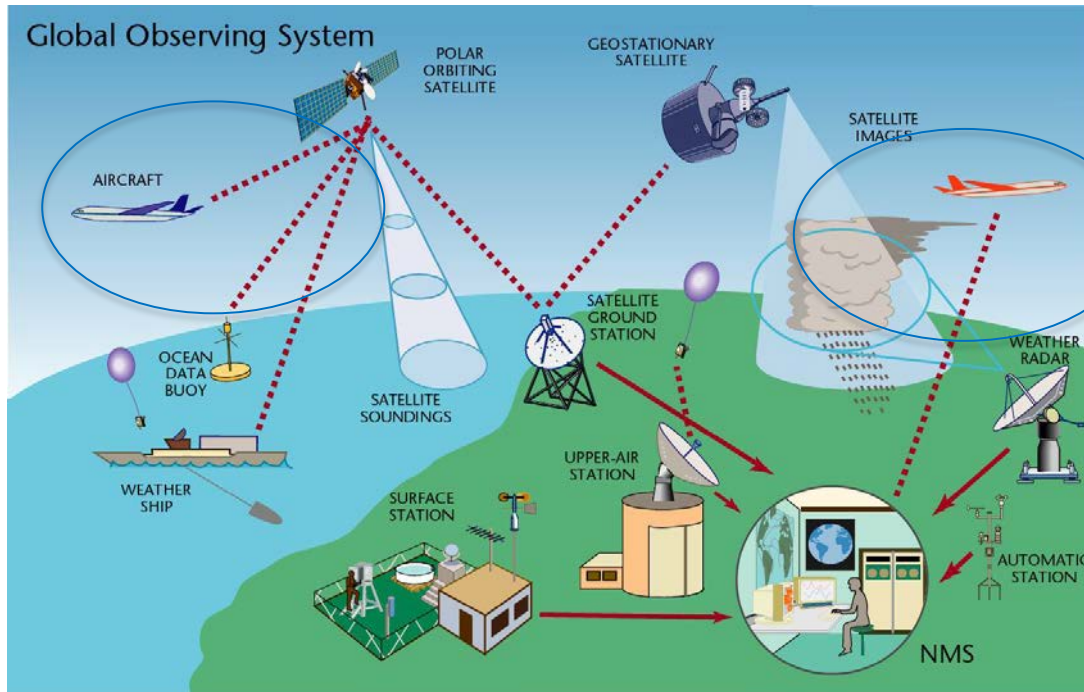 Global Observing System
POLAR
ORBITING
SATELLITE
GEOSTATIONARY
SATELLITE
SATELLITE
IMAGES
AIRCRAFT
OCEAN
DATA
BUOY
SATELLITE
SOUNDINGS
SATELLITE
GROUND
STATION
WEATHER
RADAR
WEATHER
SHIP
SURFACE
STATION
UPPER-AIR
STATION
AUTOMATIC
STATION
NMS